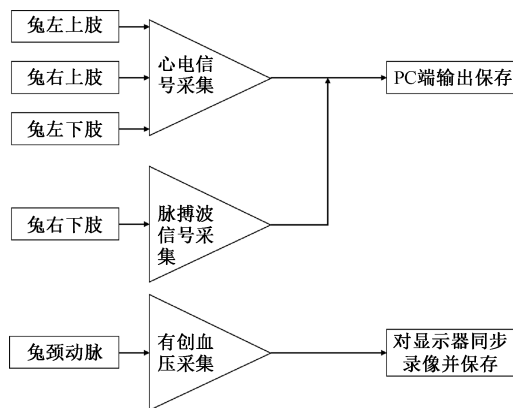 兔左上肢
兔右上肢
兔左下肢
心电信
号采集
PC端输出保存
兔右下肢
脉搏波
信号采
集
兔颈动脉
有创血
压采集
对显示器同步
录像并保存